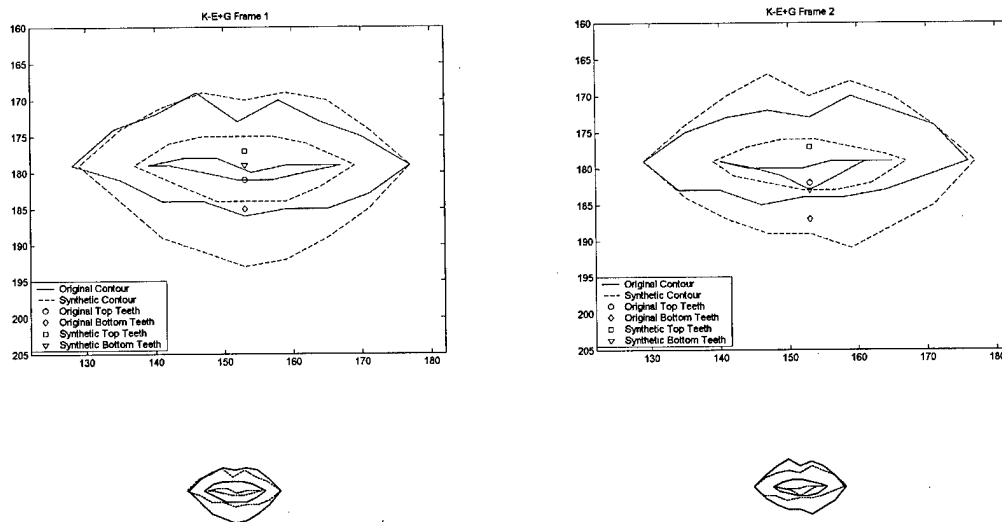 K-E+G Frame 1
160
165
170
175
180
185
190
195
200
205
130
140
150
160
170
180
Original Contour
Synthetic Contour
Original Top Teeth
Original Bottom Teeth
Synthetic Top Teeth
Synthetic Bottom Teeth
K-E+G Frame 2
160
165
170
175
180
185
190
195
200
205
130
140
150
160
170
180
Original Contour
Synthetic Contour
Original Top Teeth
Original Bottom Teeth
Synthetic Top Teeth
Synthetic Bottom Teeth